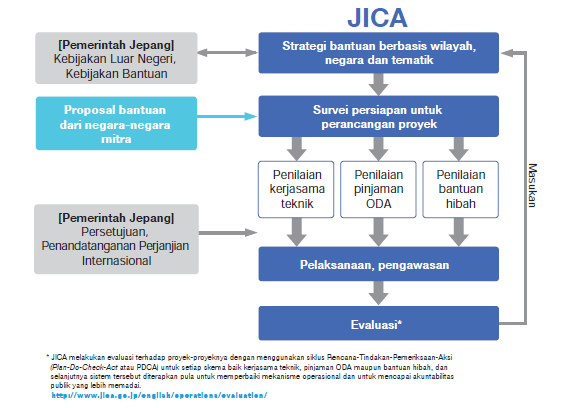 JICA
[Pemerintah Jepang]
Kebijakan Luar Negeri,
Kebijakan Bantuan
Strategi bantuan berbasis wilayah,
negara dan tematik
Proposal bantuan
dari negara-negara
mitra
Survei persiapan untuk
perancangan proyek
Penilaian
kerjasama
teknik
Penilaian
pinjaman
ODA
Penilaian
bantuan
hibah
Masukan
[Pemerintah Jepang]
Persetujuan,
Penandatanganan Perjanjian
Internasional
Pelaksanaan, pengawasan
Evaluasi*
* JICA melakukan evaluasi terhadap proyek-proyeknya dengan menggunakan siklus Rencana-Tindakan-Pemeriksaan-Aksi
(Plan-Do-Check-Act atau PDCA) untuk setiap skema baik kerjasama teknik, pinjaman ODA maupun bantuan hibah, dan
selanjutnya sistem tersebut diterapkan pula untuk memperbaiki mekanisme operasional dan untuk mencapai akuntabilitas
publik yang lebih memadai.
http://www.jica.go.jp/english/operations/evaluation/